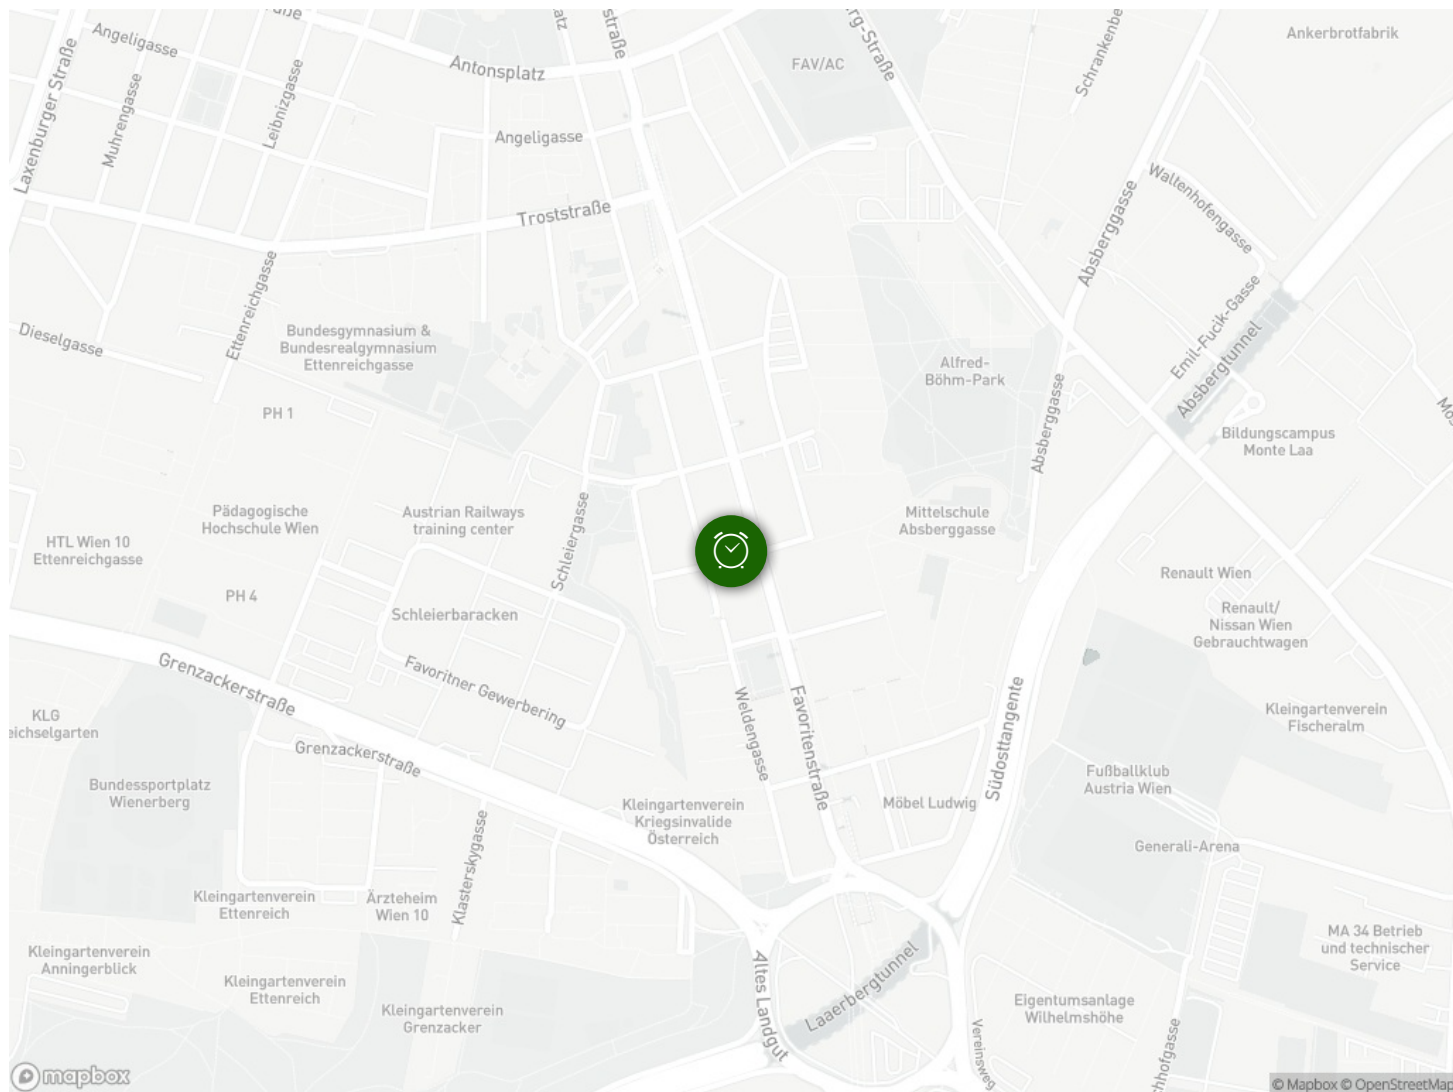 Angeligasse
Laxenburger Straße
Muhrengasse
Leibnizgasse
Antonsplatz
Angeligasse
FAV/AC
Ankerbrotfabrik
Troststraße
Absberggasse
Waltenhofengasse
Emil-Fucik-Gasse
Absbergtunnel
Dieselgasse
Ettenreichgasse
Bundesgymnasium &
Bundesrealgymnasium
Ettenreichgasse
Alfred-
Böhm-Park
PH 1
Absberggasse
Bildungscampus
Monte Laa
Pädagogische
Hochschule Wien
Austrian Railways
training center
Mittelschule
Absberggasse
HTL Wien 10
Ettenreichgasse
Schleiergasse
Renault Wien
PH 4
Schleierbaracken
Renault/
Nissan Wien
Gebrauchtwagen
Grenzackerstraße
Favoritner Gewerbering
Weldengasse
Favoritenstraße
Südosttangente
Kleingartenverein
Fischeralm
KLG
eichselgarten
Grenzackerstraße
Bundessportplatz
Wienerberg
Fußballklub
Austria Wien
Kleingartenverein
Kriegsinvalide
Österreich
Möbel Ludwig
Klasterskygasse
Generali-Arena
Kleingartenverein
Ettenreich
Ärzteheim
Wien 10
Kleingartenverein
Anningerblick
Kleingartenverein
Ettenreich
Kleingartenverein
Grenzacker
Altes Landgut
Laaerbergtunnel
Vereinsweg
Eigentumsanlage
Wilhelmshöhe
MA 34 Betrieb
und technischer
Service
mapbox
© Mapbox © OpenStreetMap